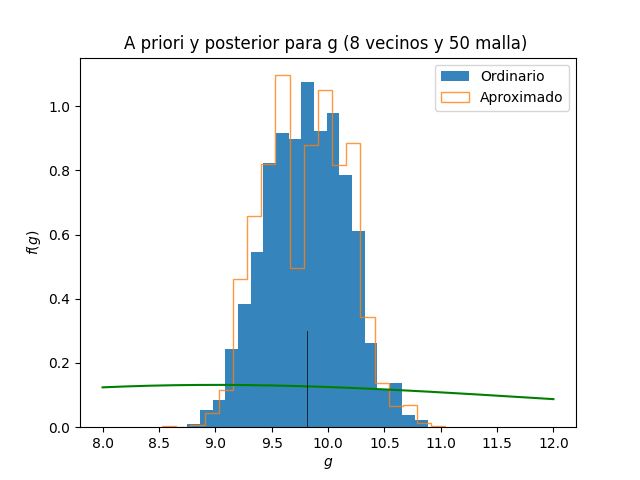 A priori y posterior para g (8 vecinos y 50 malla)
Ordinario
Aproximado
f(g)
1.0
0.8
0.6
0.4
0.2
0.0
8.0 8.5 9.0 9.5 10.0 10.5 11.0 11.5 12.0
g